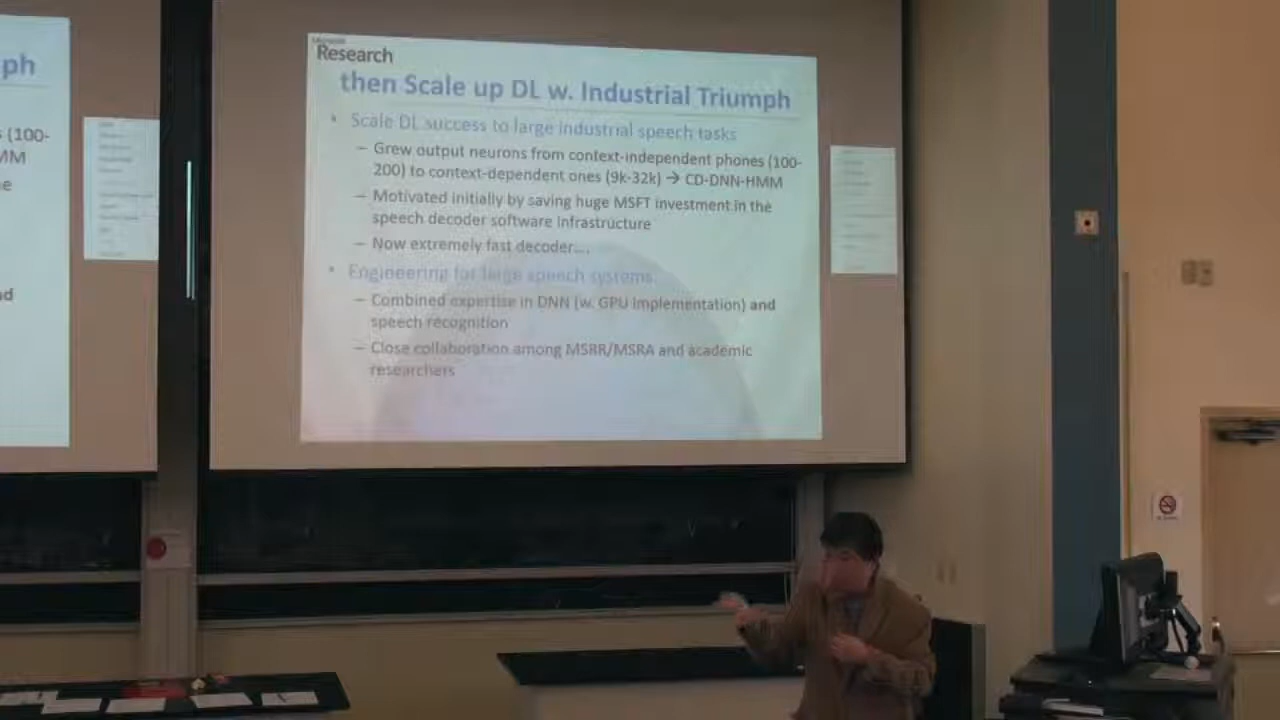 ph
s (100-
MM
e
nd
Microsoft
Research
then Scale up DL w. Industrial Triumph
• Scale DL success to large industrial speech tasks
– Grew output neurons from context-independent phones (100-
200) to context-dependent ones (9k-32k) → CD-DNN-HMM
– Motivated initially by saving huge MSFT investment in the
speech decoder software infrastructure
– Now extremely fast decoder....
• Engineering for large speech systems
– Combined expertise in DNN (w. GPU implementation) and
speech recognition
– Close collaboration among MSRR/MSRA and academic
researchers